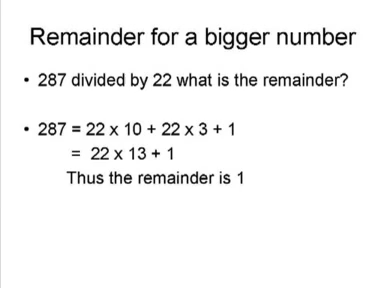 Remainder for a bigger number
• 287 divided by 22 what is the remainder?
• 287 = 22 x 10 + 22 x 3 + 1
= 22 x 13 + 1
Thus the remainder is 1